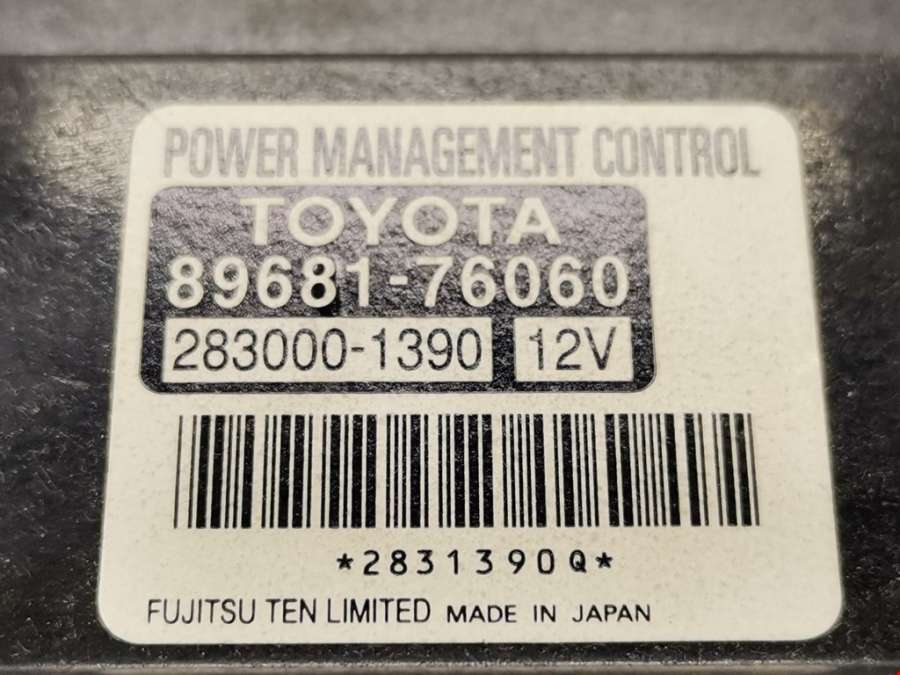 POWER MANAGEMENT CONTROL
TOYOTA
89681-76060
283000-1390 12V
*2831390Q*
FUJITSU TEN LIMITED MADE IN JAPAN